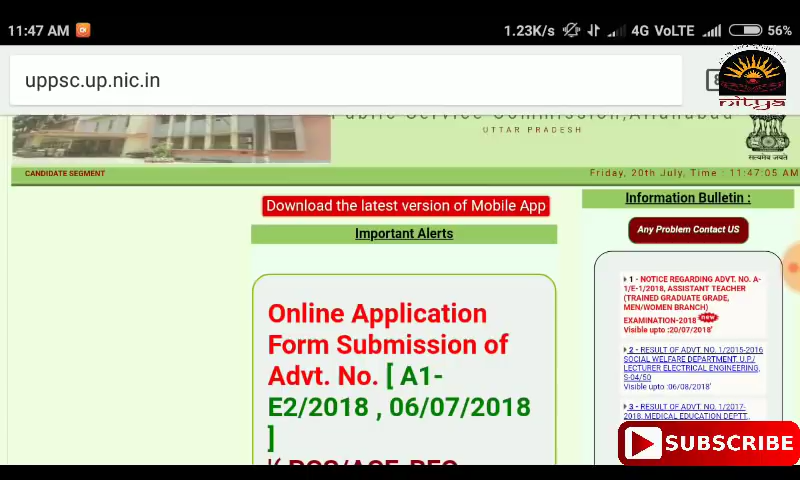 11:47 AM
1.23K/s 4G VoLTE 56%
uppsc.up.nic.in
nitya
Public Service Commission,Allahabad
UTTAR PRADESH
सत्यमेव जयते
CANDIDATE SEGMENT
Friday, 20th July, Time : 11:47:05 AM
Download the latest version of Mobile App
Important Alerts
Online Application
Form Submission of
Advt. No. [ A1-
E2/2018 , 06/07/2018
]
Information Bulletin :
Any Problem Contact US
1 - NOTICE REGARDING ADVT. NO. A-
1/E-1/2018, ASSISTANT TEACHER
(TRAINED GRADUATE GRADE,
MEN/WOMEN BRANCH)
EXAMINATION-2018 new
Visible upto :20/07/2018'
2 - RESULT OF ADVT. NO. 1/2015-2016
SOCIAL WELFARE DEPARTMENT, U.P./
LECTURER ELECTRICAL ENGINEERING,
S-04/50
Visible upto :06/08/2018'
3 - RESULT OF ADVT. NO. 1/2017-
2018, MEDICAL EDUCATION DEPTT.,
SUBSCRIBE